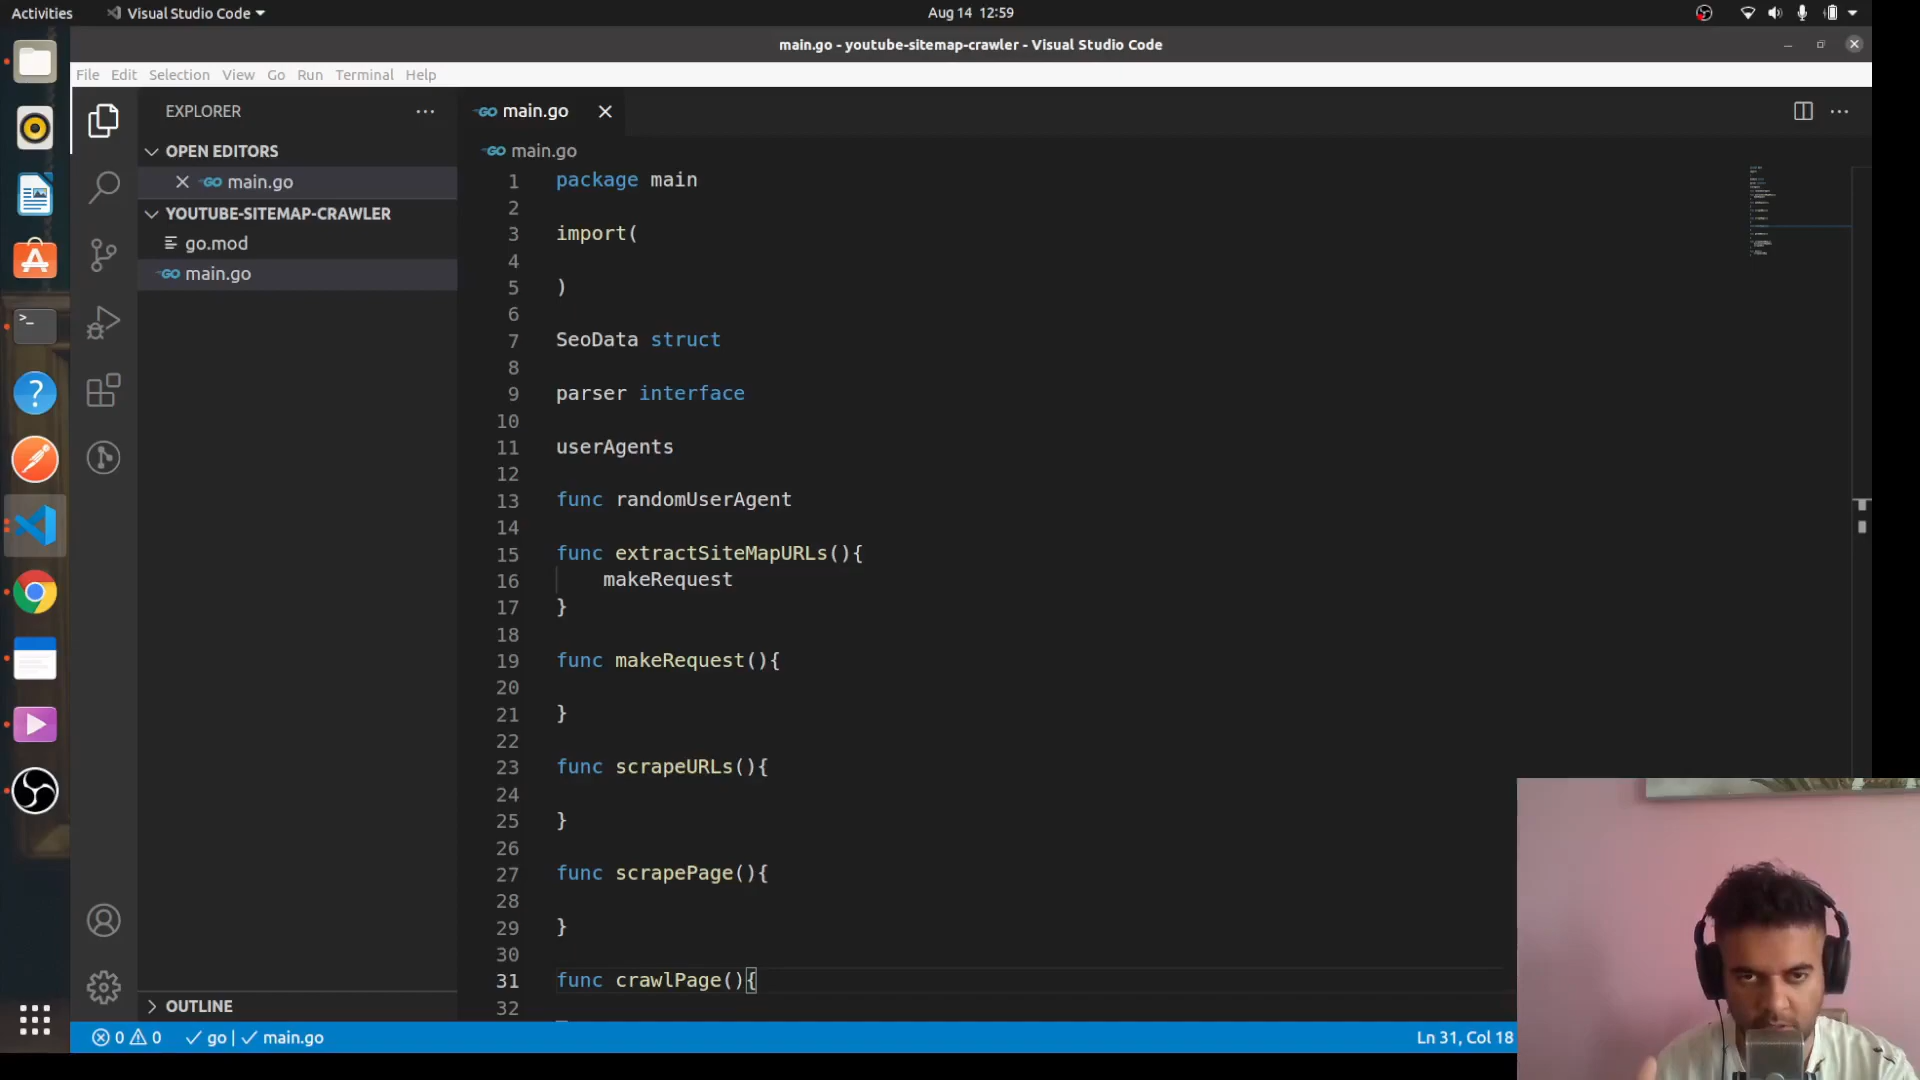 Activities
Visual Studio Code
Aug 14 12:59
main.go - youtube-sitemap-crawler - Visual Studio Code
File Edit Selection View Go Run Terminal Help
EXPLORER
main.go
OPEN EDITORS
main.go
main.go
YOUTUBE-SITEMAP-CRAWLER
go.mod
main.go
OUTLINE
1 package main
2
3 import(
4
5 )
6
7 SeoData struct
8
9 parser interface
10
11 userAgents
12
13 func randomUserAgent
14
15 func extractSiteMapURLs(){
16 makeRequest
17 }
18
19 func makeRequest(){
20
21 }
22
23 func scrapeURLs(){
24
25 }
26
27 func scrapePage(){
28
29 }
30
31 func crawlPage(){
32
0 0 go | main.go
Ln 31, Col 18